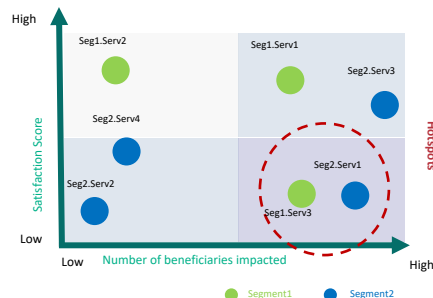 High
Seg1.Serv2
Seg1.Serv1
Seg2.Serv3
Seg2.Serv4
Seg2.Serv1
Seg2.Serv2
Seg1.Serv3
Satisfaction Score
Hotspots
Low
Low
Number of beneficiaries impacted
High
Segment1
Segment2